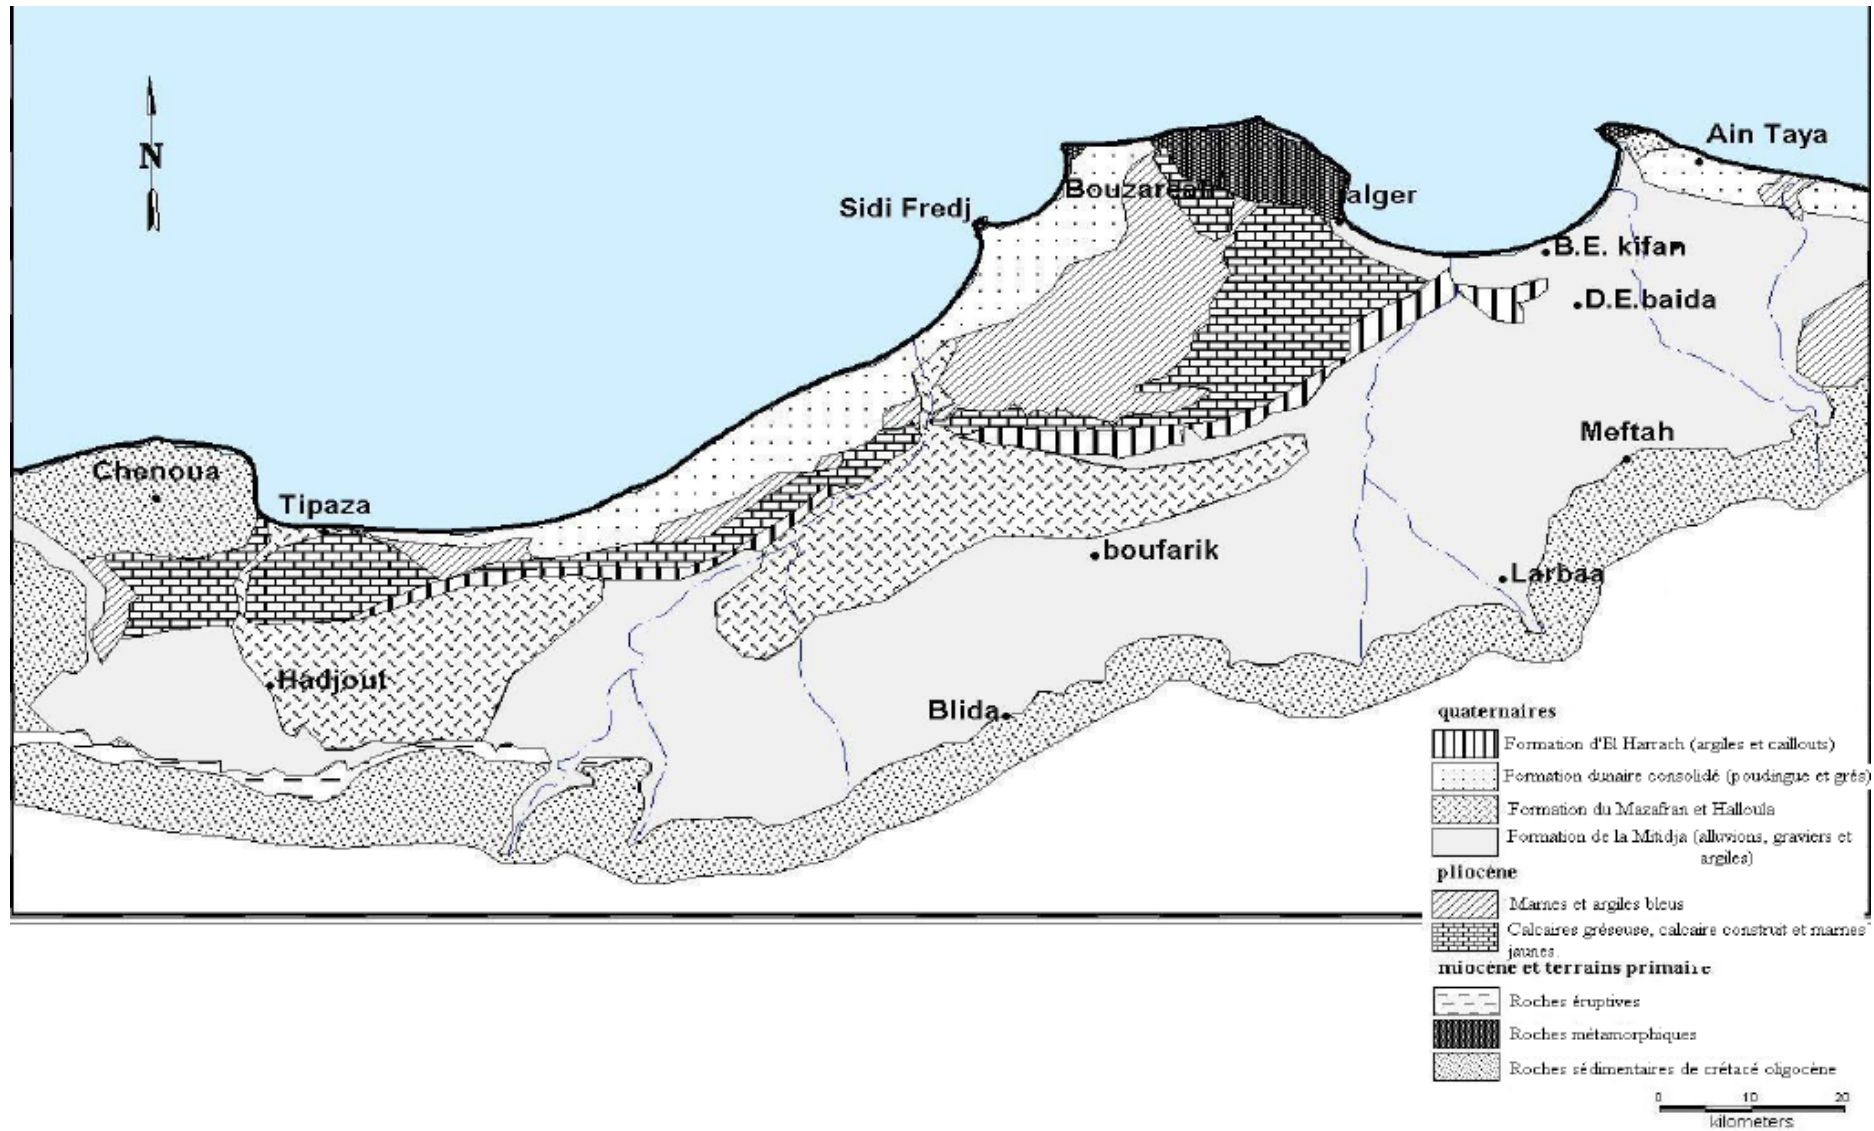 N
Ain Taya
Bouzareah
alger
Sidi Fredj
B.E. kifan
D.E.baida
Meftah
Chenoua
Tipaza
boufarik
Larbaa
Hadjout
Blida
quaternaires
Formation d'El Harrach (argiles et caillouts)
Formation dunaire consolidé (poudingue et grés)
Formation du Mazafran et Halloula
Formation de la Mitidja (alluvions, graviers et
argiles)
pliocéne
Marnes et argiles bleus
Calcaires gréseuse, calcaire construit et marnes
jaunes.
miocène et terrains primaire
Roches éruptives
Roches métamorphiques
Roches sédimentaires de crétacé oligocène
0 10 20
kilometers